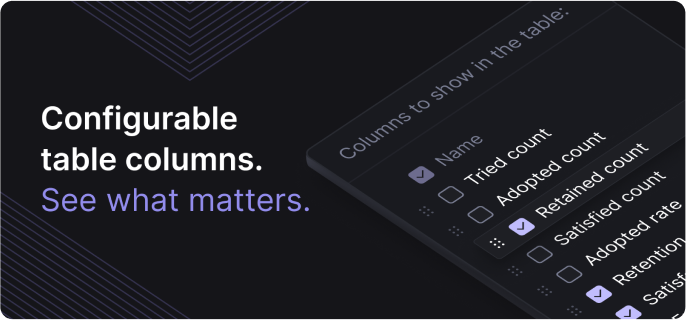 Configurable
table columns.
See what matters.
Columns to show in the table:
Name
Tried count
Adopted count
Retained count
Satisfied count
Adopted rate
Retention